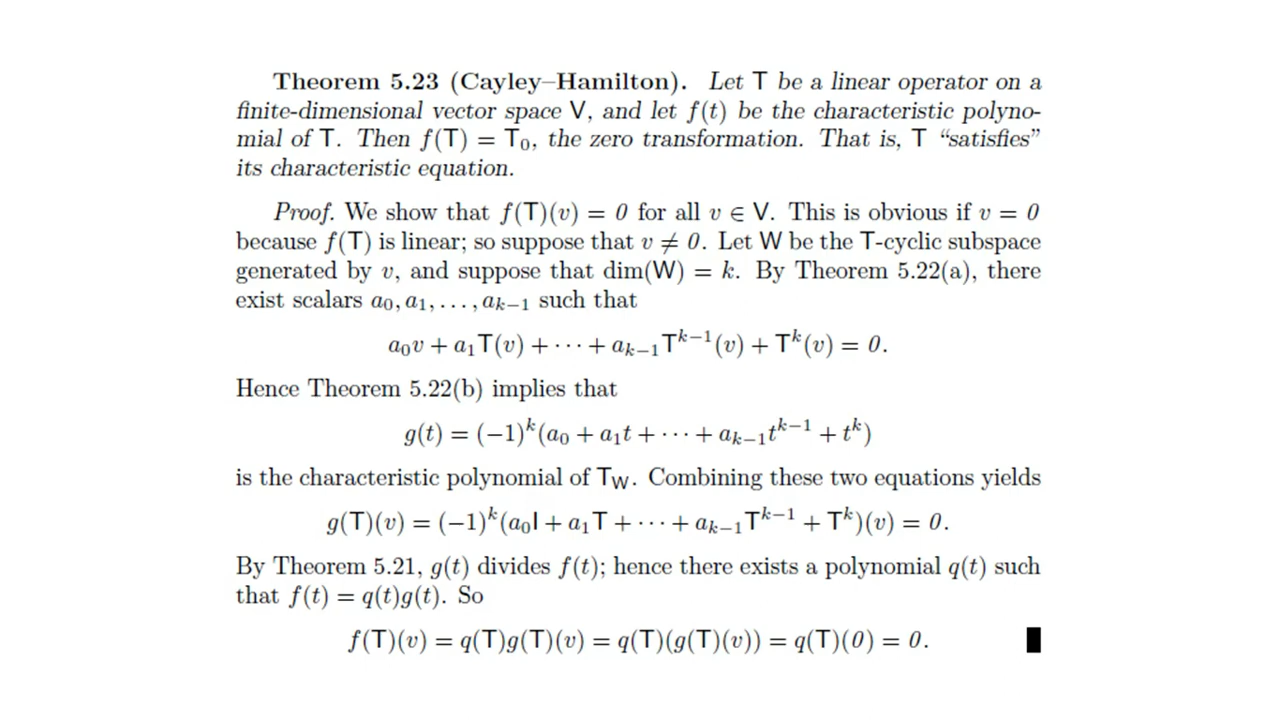 Theorem 5.23 (Cayley–Hamilton). Let T be a linear operator on a
finite-dimensional vector space V, and let f(t) be the characteristic polyno-
mial of T. Then f(T) = T₀, the zero transformation. That is, T “satisfies”
its characteristic equation.
Proof. We show that f(T)(v) = 0 for all v ∈ V. This is obvious if v = 0
because f(T) is linear; so suppose that v ≠ 0. Let W be the T-cyclic subspace
generated by v, and suppose that dim(W) = k. By Theorem 5.22(a), there
exist scalars a₀, a₁, . . . , aₖ₋₁ such that
a₀v + a₁T(v) + · · · + aₖ₋₁Tᵏ⁻¹(v) + Tᵏ(v) = 0.
Hence Theorem 5.22(b) implies that
g(t) = (−1)ᵏ(a₀ + a₁t + · · · + aₖ₋₁tᵏ⁻¹ + tᵏ)
is the characteristic polynomial of T_W. Combining these two equations yields
g(T)(v) = (−1)ᵏ(a₀I + a₁T + · · · + aₖ₋₁Tᵏ⁻¹ + Tᵏ)(v) = 0.
By Theorem 5.21, g(t) divides f(t); hence there exists a polynomial q(t) such
that f(t) = q(t)g(t). So
f(T)(v) = q(T)g(T)(v) = q(T)(g(T)(v)) = q(T)(0) = 0. ∎